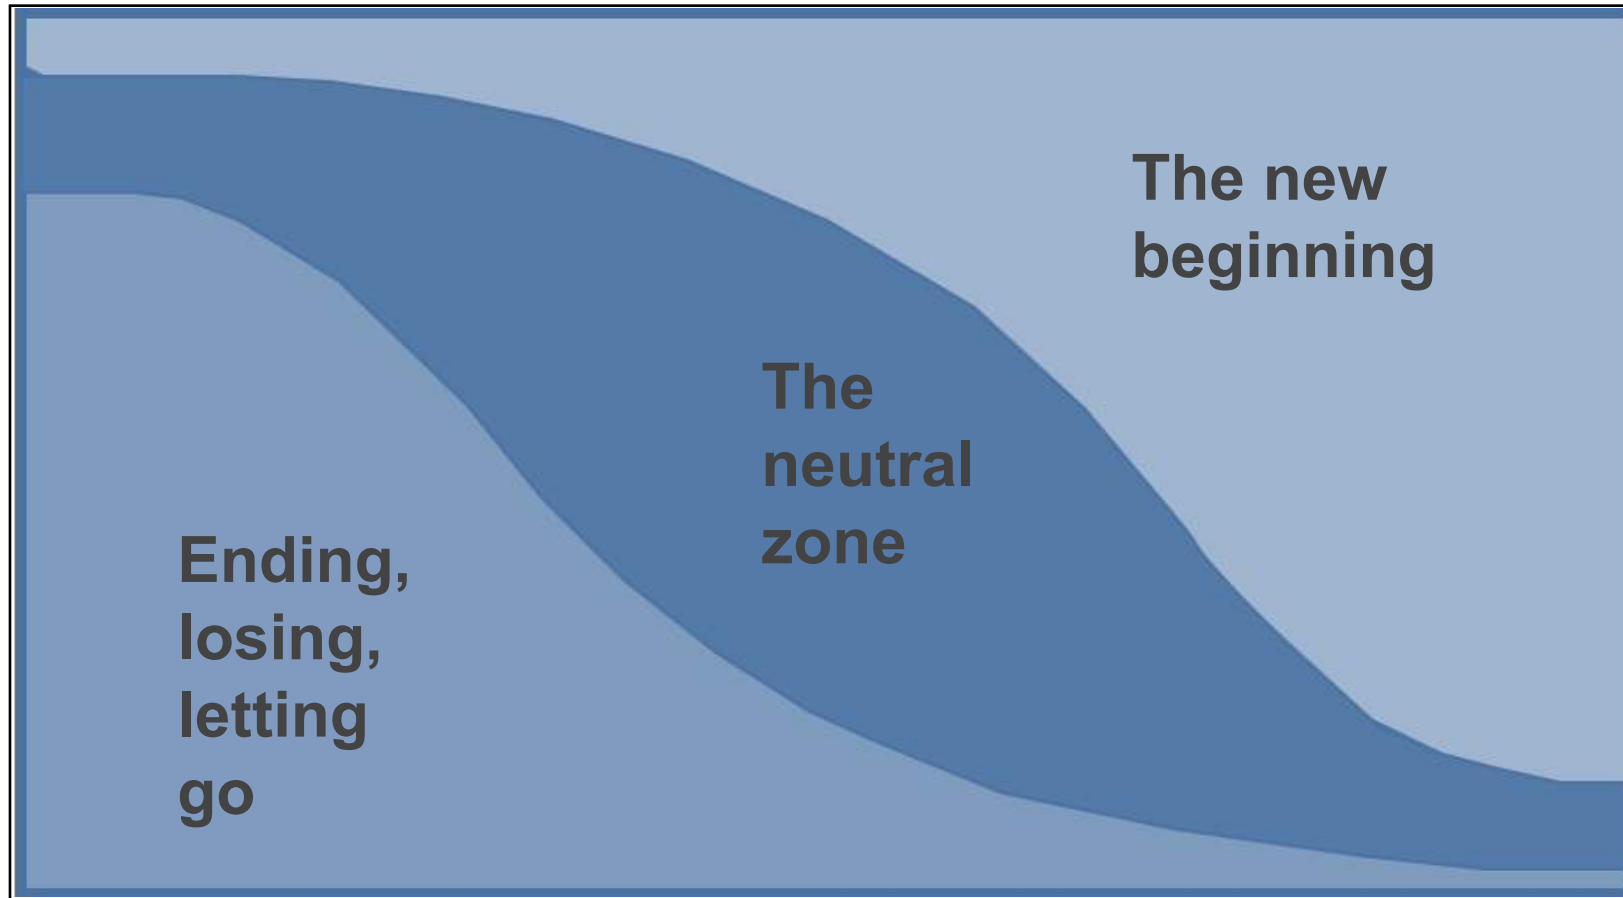 Ending,
losing,
letting
go
The
neutral
zone
The new
beginning